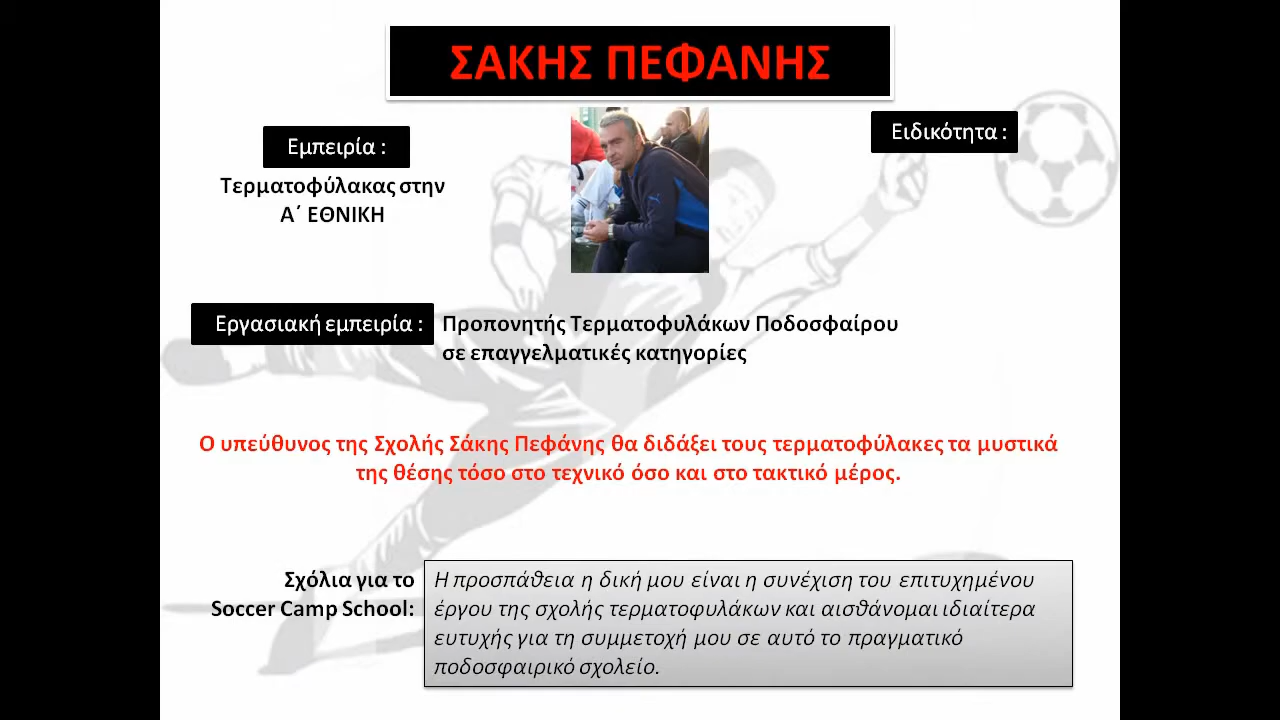 ΣΑΚΗΣ ΠΕΦΑΝΗΣ
Εμπειρία :
Τερματοφύλακας στην
Α΄ ΕΘΝΙΚΗ
Ειδικότητα :
Εργασιακή εμπειρία :
Προπονητής Τερματοφυλάκων Ποδοσφαίρου
σε επαγγελματικές κατηγορίες
Ο υπεύθυνος της Σχολής Σάκης Πεφάνης θα διδάξει τους τερματοφύλακες τα μυστικά
της θέσης τόσο στο τεχνικό όσο και στο τακτικό μέρος.
Σχόλια για το
Soccer Camp School:
Η προσπάθεια η δική μου είναι η συνέχιση του επιτυχημένου
έργου της σχολής τερματοφυλάκων και αισθάνομαι ιδιαίτερα
ευτυχής για τη συμμετοχή μου σε αυτό το πραγματικό
ποδοσφαιρικό σχολείο.